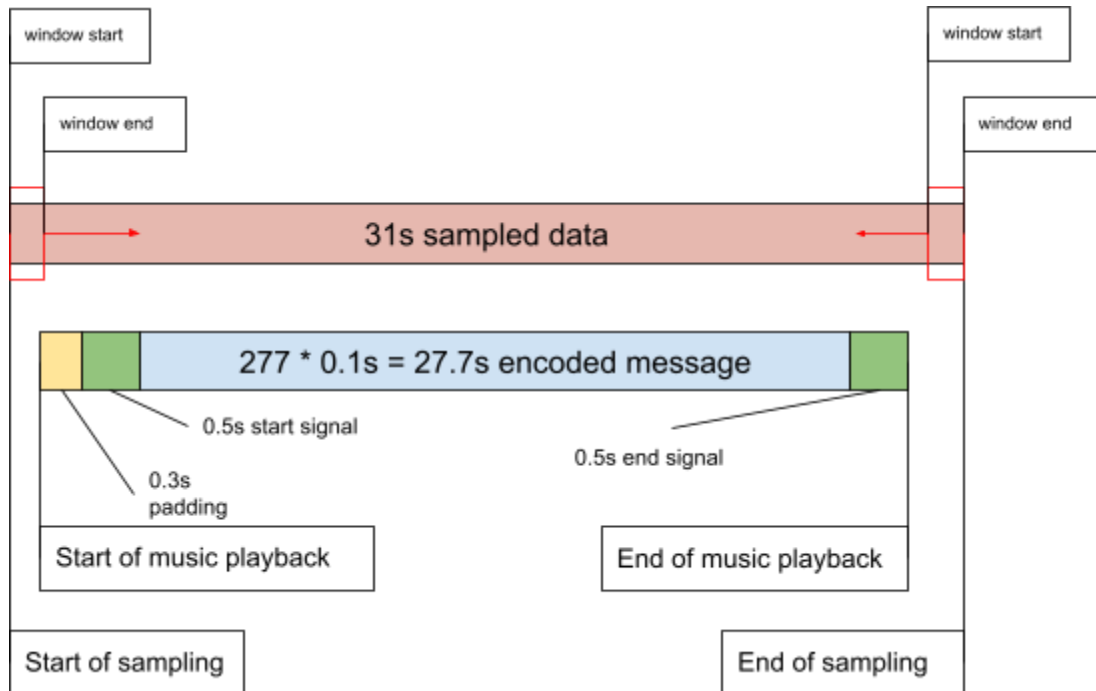 window start
window start
window end
window end
31s sampled data
277 * 0.1s = 27.7s encoded message
0.5s start signal
0.5s end signal
0.3s
padding
Start of music playback
End of music playback
Start of sampling
End of sampling